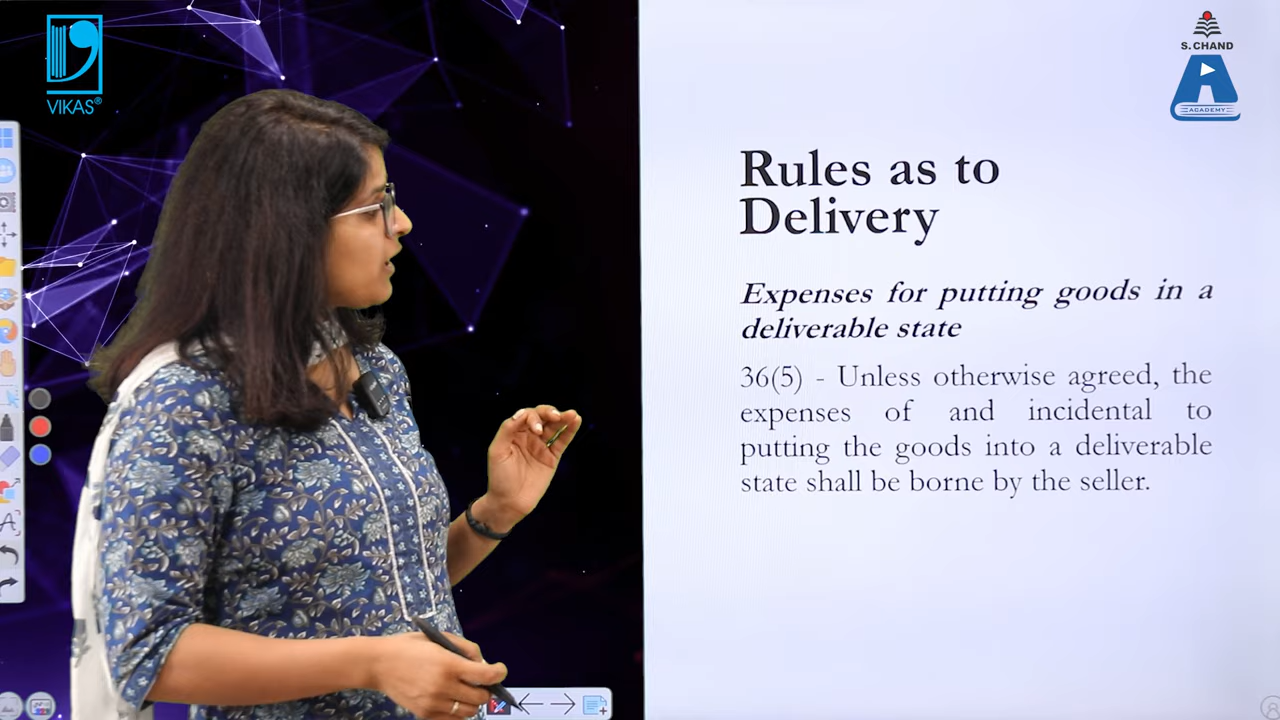 VIKAS®
S. CHAND
ACADEMY
Rules as to
Delivery
Expenses for putting goods in a
deliverable state
36(5) - Unless otherwise agreed, the
expenses of and incidental to
putting the goods into a deliverable
state shall be borne by the seller.